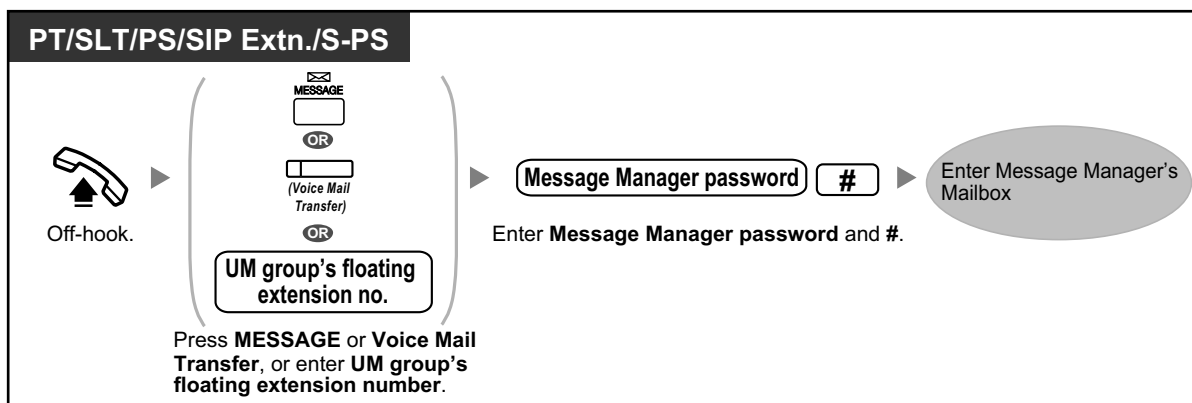 PT/SLT/PS/SIP Extn./S-PS
MESSAGE
OR
(Voice Mail
Transfer)
OR
UM group’s floating
extension no.
Off-hook.
Press MESSAGE or Voice Mail
Transfer, or enter UM group’s
floating extension number.
Message Manager password
#
Enter Message Manager password and #.
Enter Message Manager’s
Mailbox